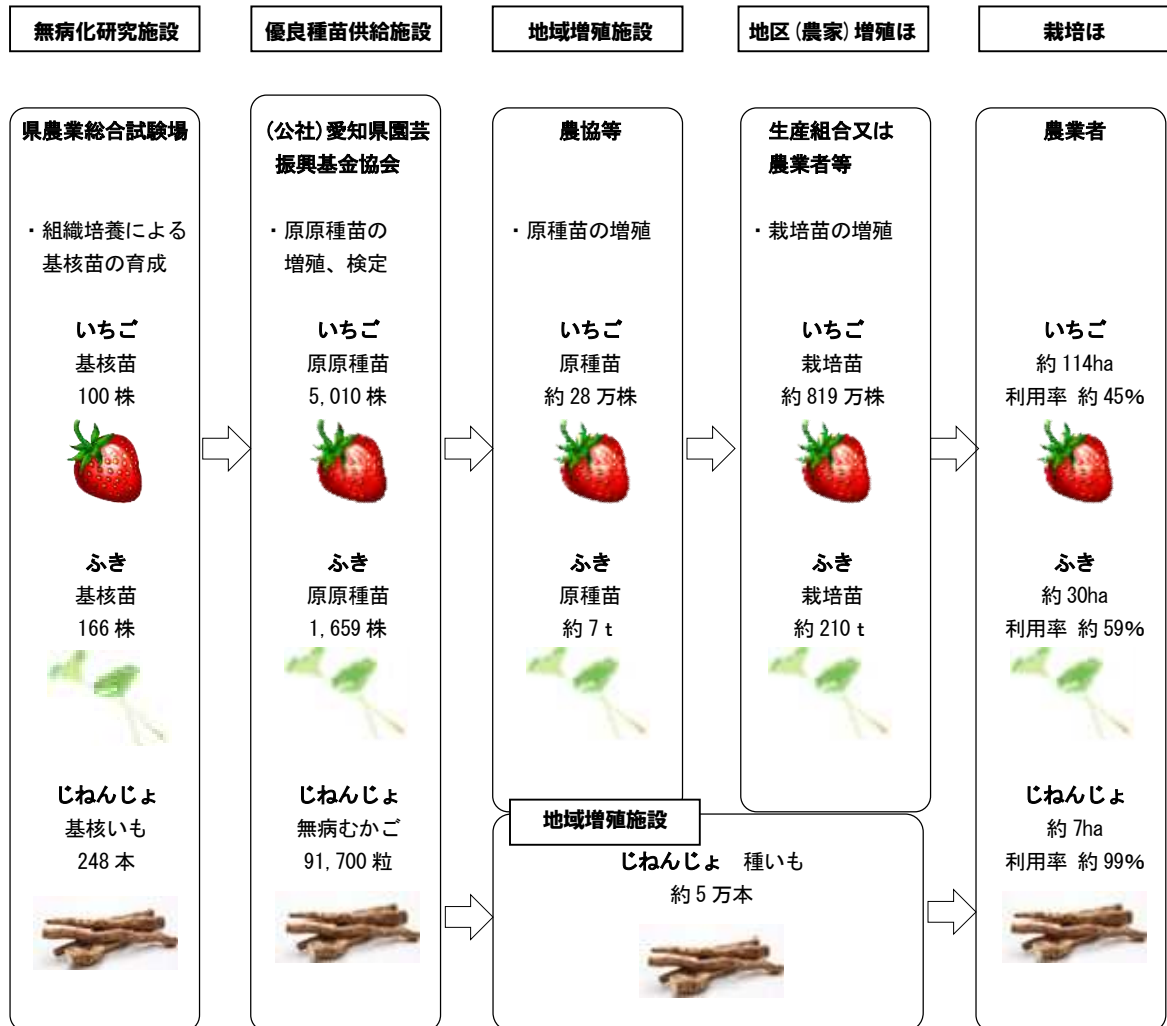 無病化研究施設
優良種苗供給施設
地域増殖施設
地区(農家)増殖ほ
栽培ほ
県農業総合試験場
・組織培養による
基核苗の育成
いちご
基核苗
100 株
ふき
基核苗
166 株
じねんじょ
基核いも
248 本
(公社)愛知県園芸
振興基金協会
・原原種苗の
増殖、検定
いちご
原原種苗
5,010 株
ふき
原原種苗
1,659 株
じねんじょ
無病むかご
91,700 粒
農協等
・原種苗の増殖
いちご
原種苗
約 28 万株
ふき
原種苗
約 7 t
生産組合又は
農業者等
・栽培苗の増殖
いちご
栽培苗
約 819 万株
ふき
栽培苗
約 210 t
地域増殖施設
じねんじょ 種いも
約 5 万本
農業者
いちご
約 114ha
利用率 約 45%
ふき
約 30ha
利用率 約 59%
じねんじょ
約 7ha
利用率 約 99%